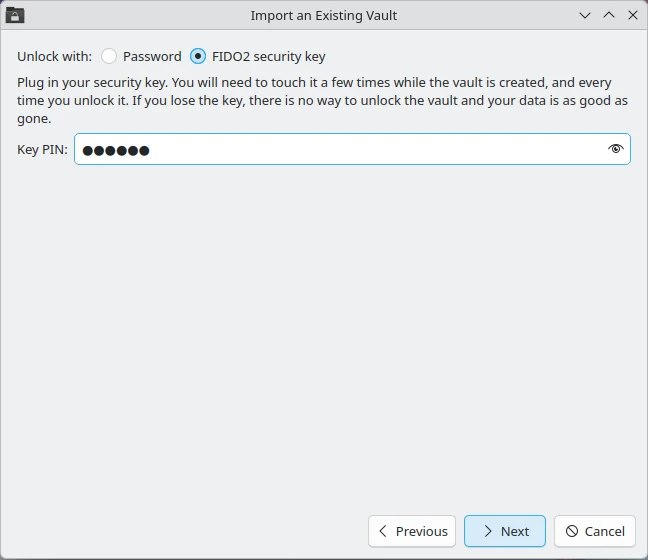 Import an Existing Vault
Unlock with: Password FIDO2 security key
Plug in your security key. You will need to touch it a few times while the vault is created, and every
time you unlock it. If you lose the key, there is no way to unlock the vault and your data is as good as
gone.
Key PIN: ●●●●●●
Previous Next Cancel